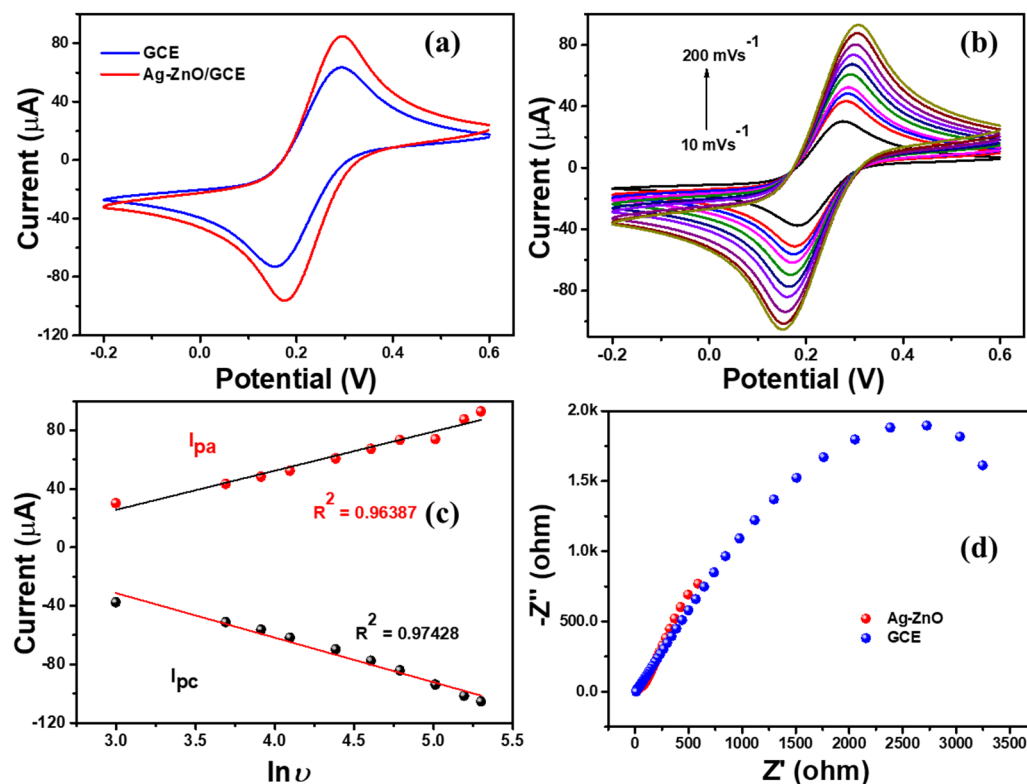 (a)
GCE
Ag-ZnO/GCE
80
40
0
-40
-80
-120
Current (μA)
-0.2 0.0 0.2 0.4 0.6
Potential (V)
(b)
200 mVs-1
10 mVs-1
80
40
0
-40
-80
Current (μA)
-0.2 0.0 0.2 0.4 0.6
Potential (V)
(c)
Ipa
R2 = 0.96387
R2 = 0.97428
Ipc
80
40
0
-40
-80
-120
Current (μA)
3.0 3.5 4.0 4.5 5.0 5.5
ln υ
(d)
Ag-ZnO
GCE
2.0k
1.5k
1.0k
500.0
0.0
-Z'' (ohm)
0 500 1000 1500 2000 2500 3000 3500
Z' (ohm)